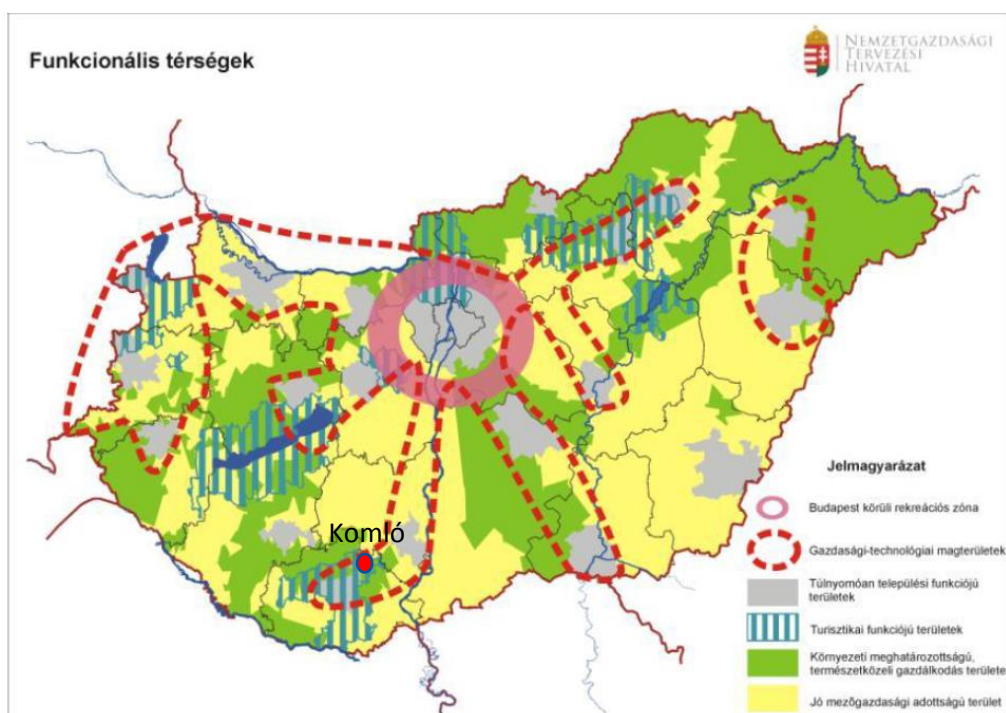 Funkcionális térségek
NEMZETGAZDASÁGI
TERVEZÉSI
HIVATAL
Komló
Jelmagyarázat
Budapest körüli rekreációs zóna
Gazdasági-technológiai magterületek
Túlnyomóan települési funkciójú
területek
Turisztikai funkciójú területek
Környezeti meghatározottságú,
természetközeli gazdálkodás területe
Jó mezőgazdasági adottságú terület